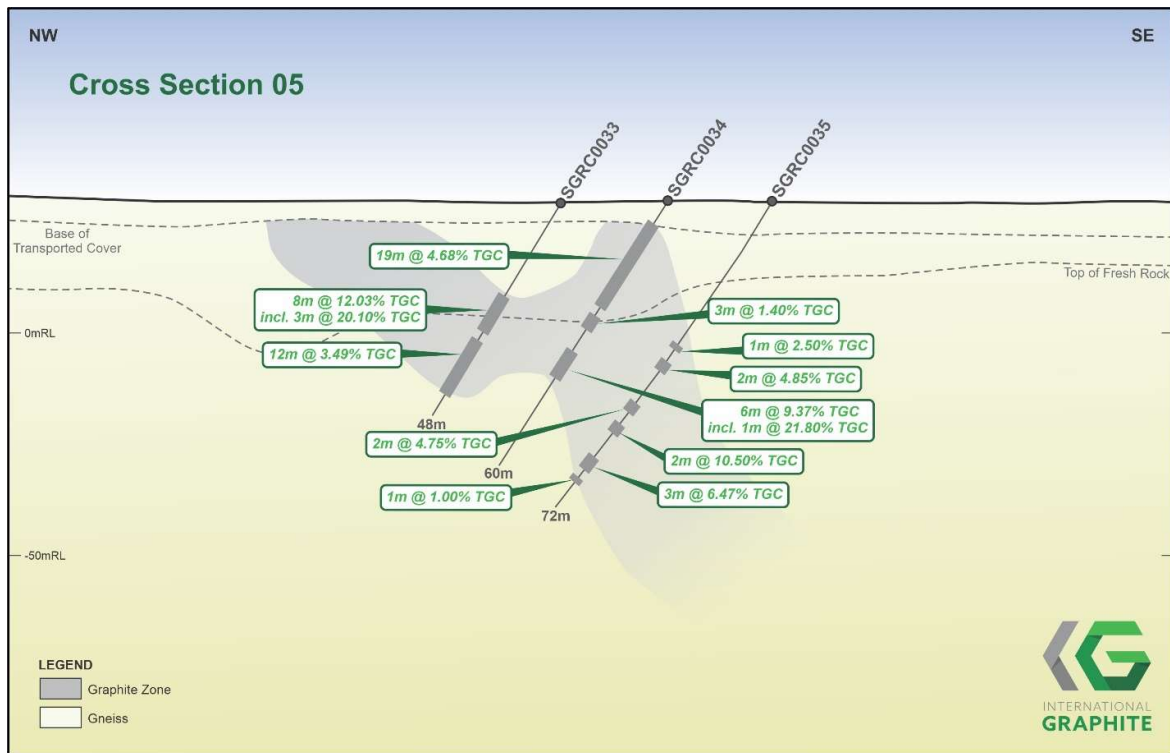 NW
SE
Cross Section 05
SGRC0033
SGRC0034
SGRC0035
Base of
Transported Cover
Top of Fresh Rock
19m @ 4.68% TGC
8m @ 12.03% TGC
incl. 3m @ 20.10% TGC
3m @ 1.40% TGC
0mRL
12m @ 3.49% TGC
1m @ 2.50% TGC
2m @ 4.85% TGC
6m @ 9.37% TGC
incl. 1m @ 21.80% TGC
48m
2m @ 4.75% TGC
2m @ 10.50% TGC
60m
1m @ 1.00% TGC
3m @ 6.47% TGC
72m
-50mRL
LEGEND
Graphite Zone
Gneiss
INTERNATIONAL
GRAPHITE